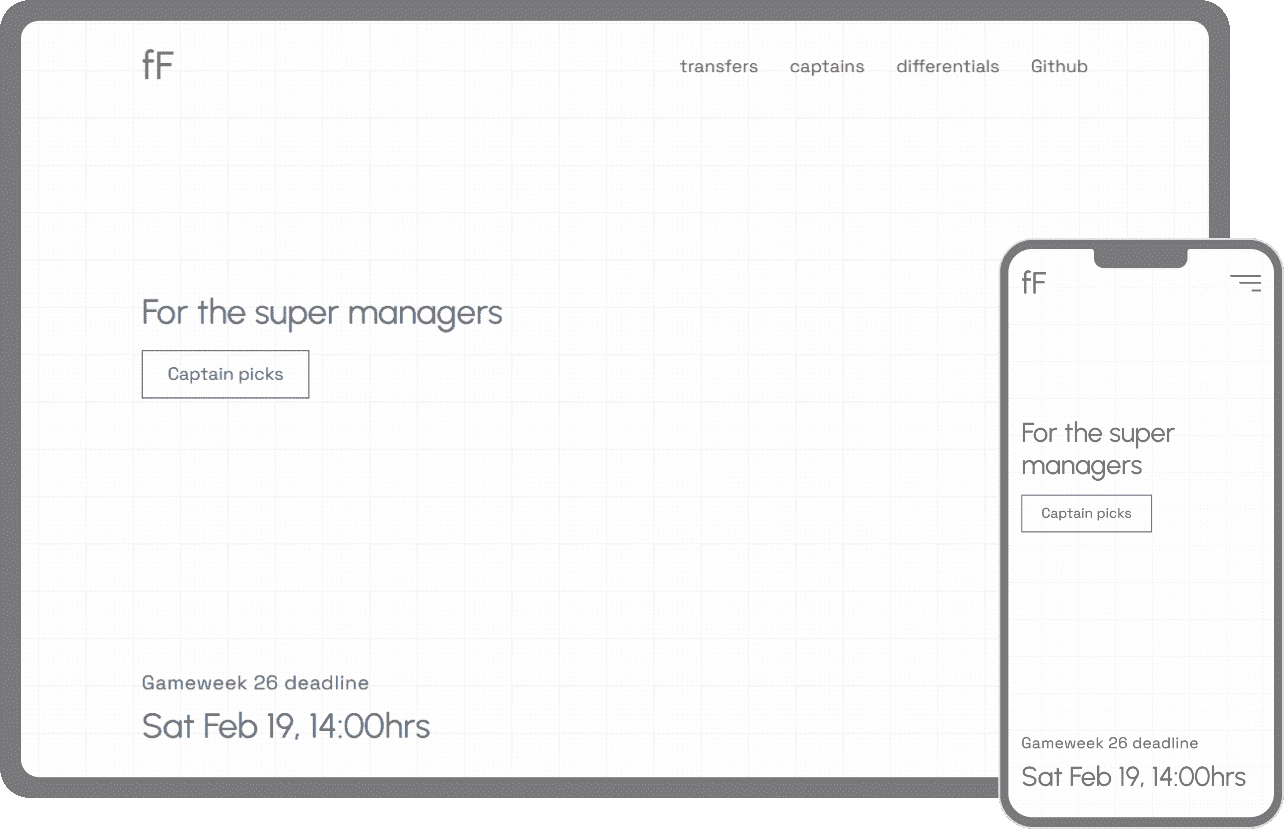 fF
transfers captains differentials Github
For the super managers
Captain picks
Gameweek 26 deadline
Sat Feb 19, 14:00hrs
fF
For the super
managers
Captain picks
Gameweek 26 deadline
Sat Feb 19, 14:00hrs